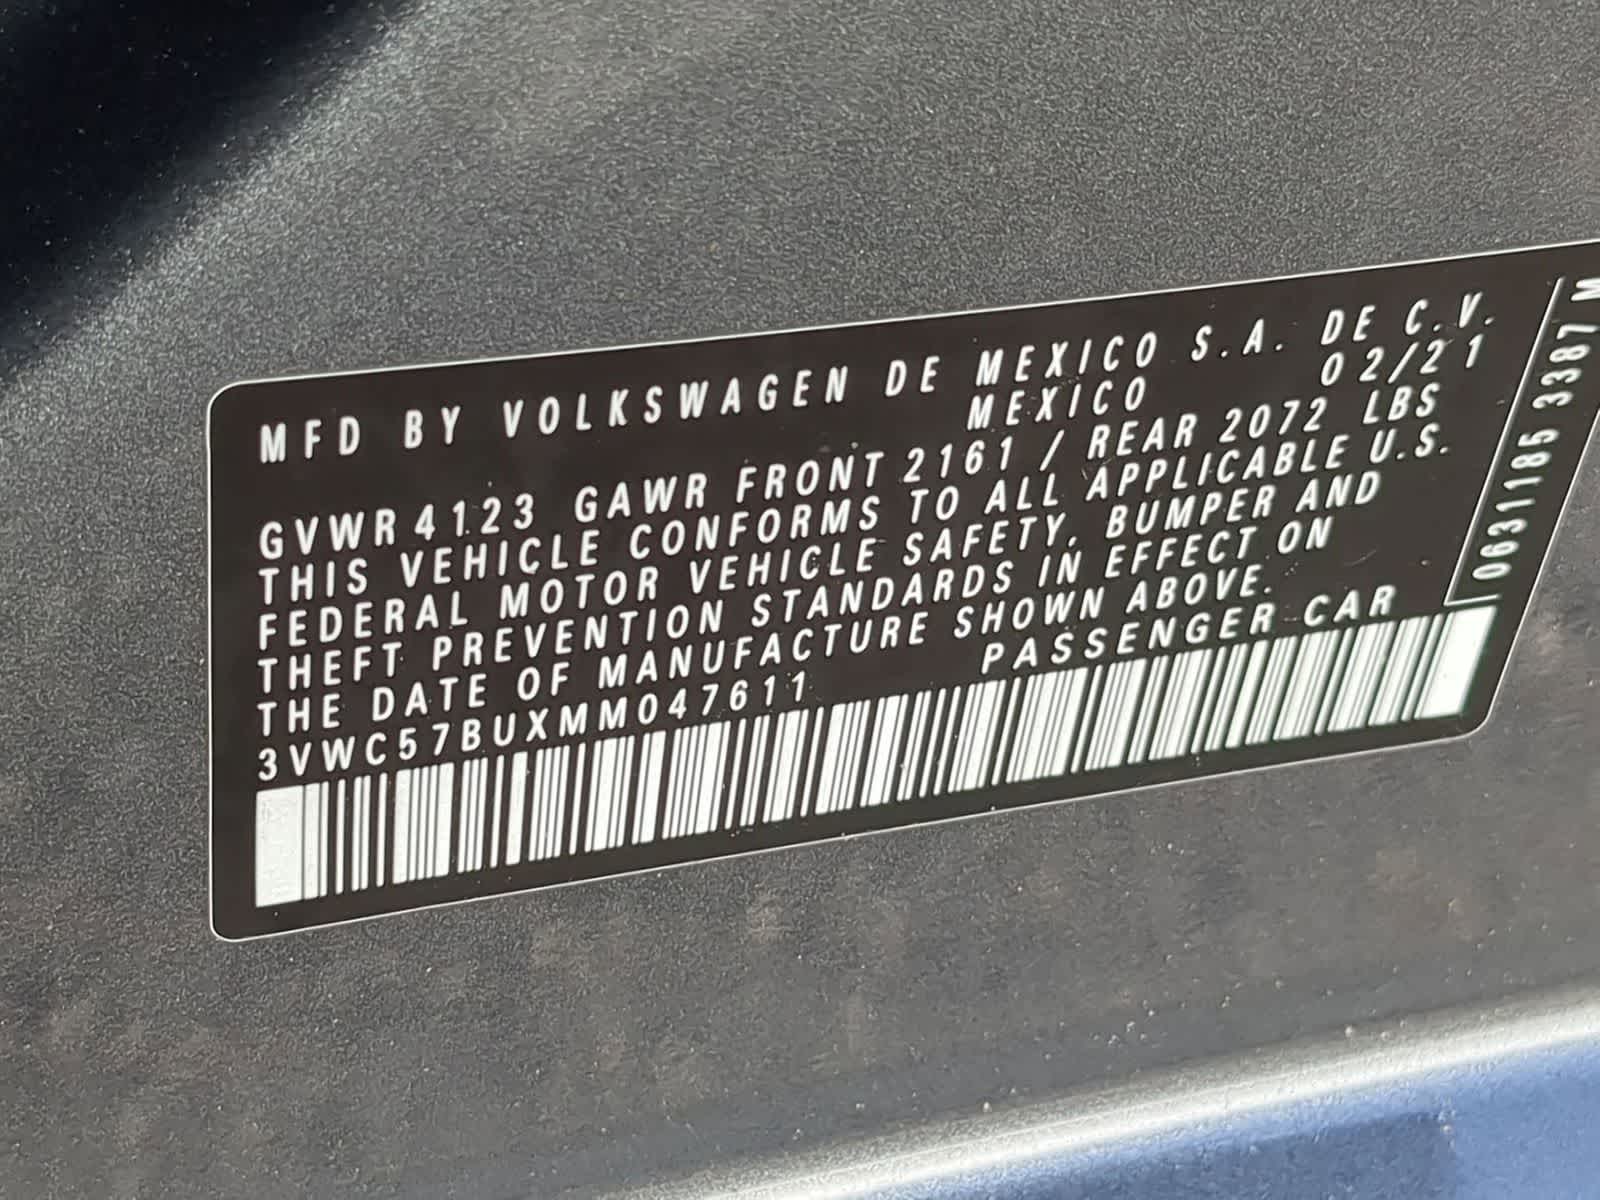 MFD BY VOLKSWAGEN DE MEXICO S.A. DE C.V.
MEXICO 02/21
GVWR 4123 GAWR FRONT 2161 / REAR 2072 LBS
THIS VEHICLE CONFORMS TO ALL APPLICABLE U.S.
FEDERAL MOTOR VEHICLE SAFETY, BUMPER AND
THEFT PREVENTION STANDARDS IN EFFECT ON
THE DATE OF MANUFACTURE SHOWN ABOVE.
3VWC57BUXMM047611 PASSENGER CAR
0631185 3387 M